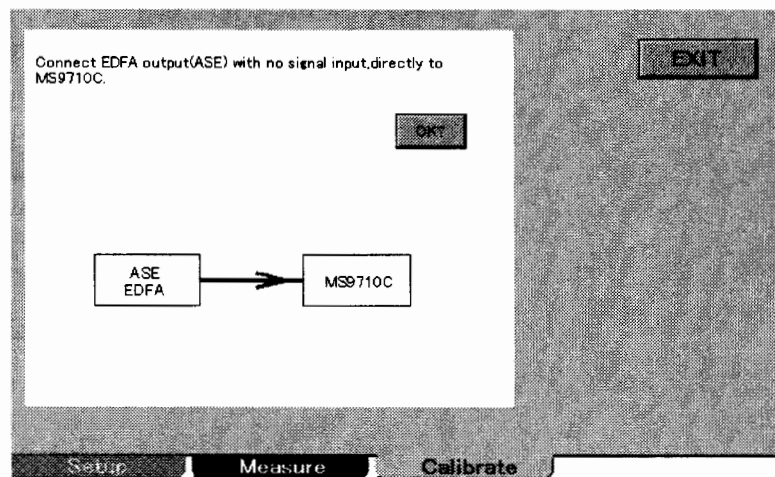 Connect EDFA output(ASE) with no signal input,directly to
MS9710C.
EXIT
OK?
ASE
EDFA
MS9710C
Setup
Measure
Calibrate